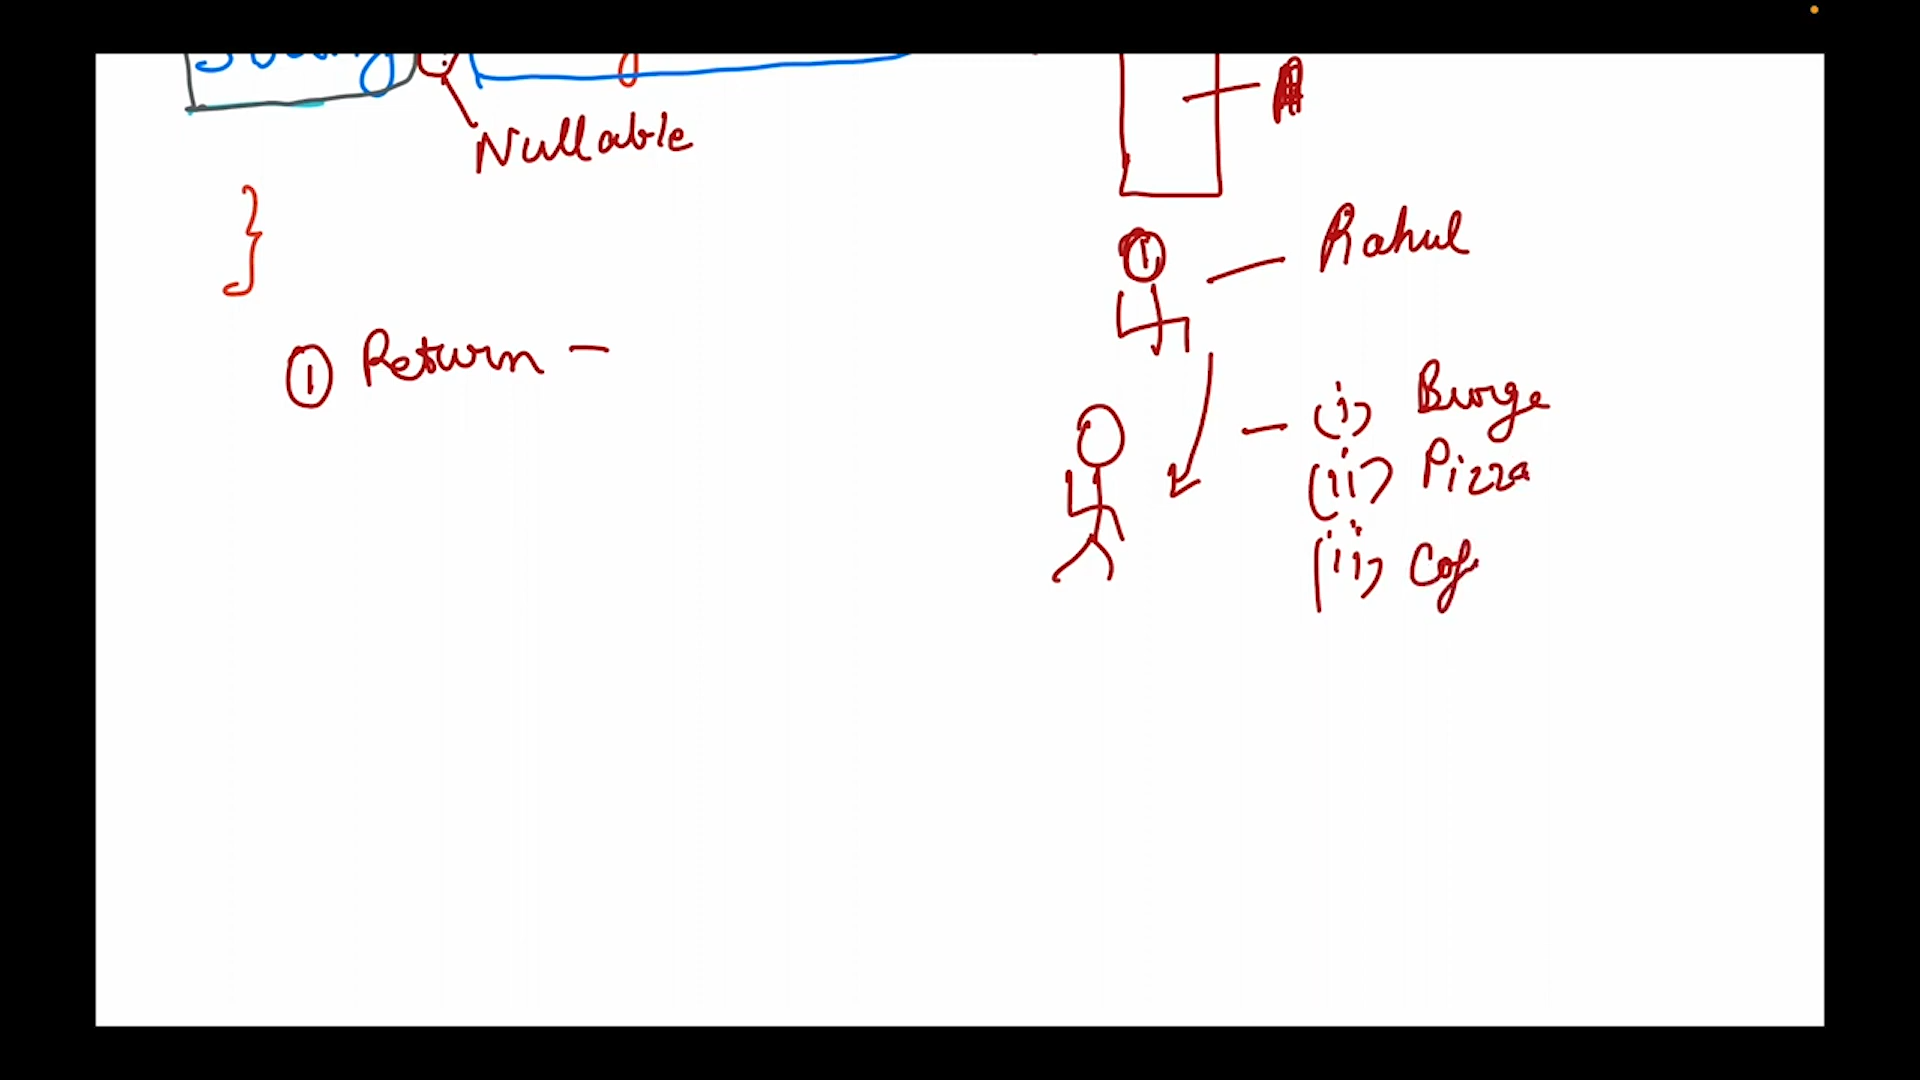 Nullable
}
① Return -
Rahul
(i) Burge
(ii) Pizza
(iii) Cof